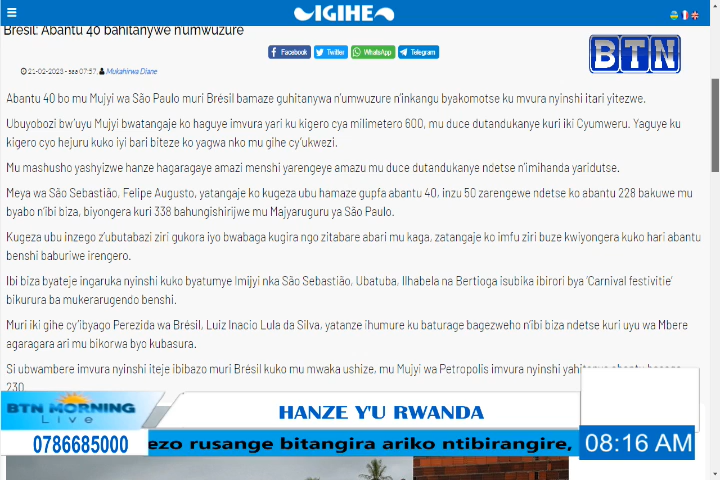 IGIHE
Brésil: Abantu 40 bahitanywe n'umwuzure
Facebook Twitter WhatsApp Telegram
BTN
21-02-2023 - saa 07:57, Mukahirwa Diane
Abantu 40 bo mu Mujyi wa São Paulo muri Brésil bamaze guhitanywa n'umwuzure n'inkangu byakomotse ku mvura nyinshi itari yitezwe.
Ubuyobozi bw'uyu Mujyi bwatangaje ko haguye imvura yari ku kigero cya milimetero 600, mu duce dutandukanye kuri iki Cyumweru. Yaguye ku
kigero cyo hejuru kuko iyi bari biteze ko yagwa nko mu gihe cy'ukwezi.
Mu mashusho yashyizwe hanze hagaragaye amazi menshi yarengeye amazu mu duce dutandukanye ndetse n'imihanda yaridutse.
Meya wa São Sebastião, Felipe Augusto, yatangaje ko kugeza ubu hamaze gupfa abantu 40, inzu 50 zarengewe ndetse ko abantu 228 bakuwe mu
byabo n'ibi biza, biyongera kuri 338 bahungishirijwe mu Majyaruguru ya São Paulo.
Kugeza ubu inzego z'ubutabazi ziri gukora iyo bwabaga kugira ngo zitabare abari mu kaga, zatangaje ko imfu ziri buze kwiyongera kuko hari abantu
benshi baburiwe irengero.
Ibi biza byateje ingaruka nyinshi kuko byatumye Imijyi nka São Sebastião, Ubatuba, Ilhabela na Bertioga isubika ibirori bya 'Carnival festivitie'
bikurura ba mukerarugendo benshi.
Muri iki gihe cy'ibyago Perezida wa Brésil, Luiz Inacio Lula da Silva, yatanze ihumure ku baturage bagezweho n'ibi biza ndetse kuri uyu wa Mbere
agaragara ari mu bikorwa byo kubasura.
Si ubwambere imvura nyinshi iteje ibibazo muri Brésil kuko mu mwaka ushize, mu Mujyi wa Petropolis imvura nyinshi
230
BTN MORNING
Live
HANZE Y'U RWANDA
0786685000
ezo rusange bitangira ariko ntibirangire,
08:16 AM